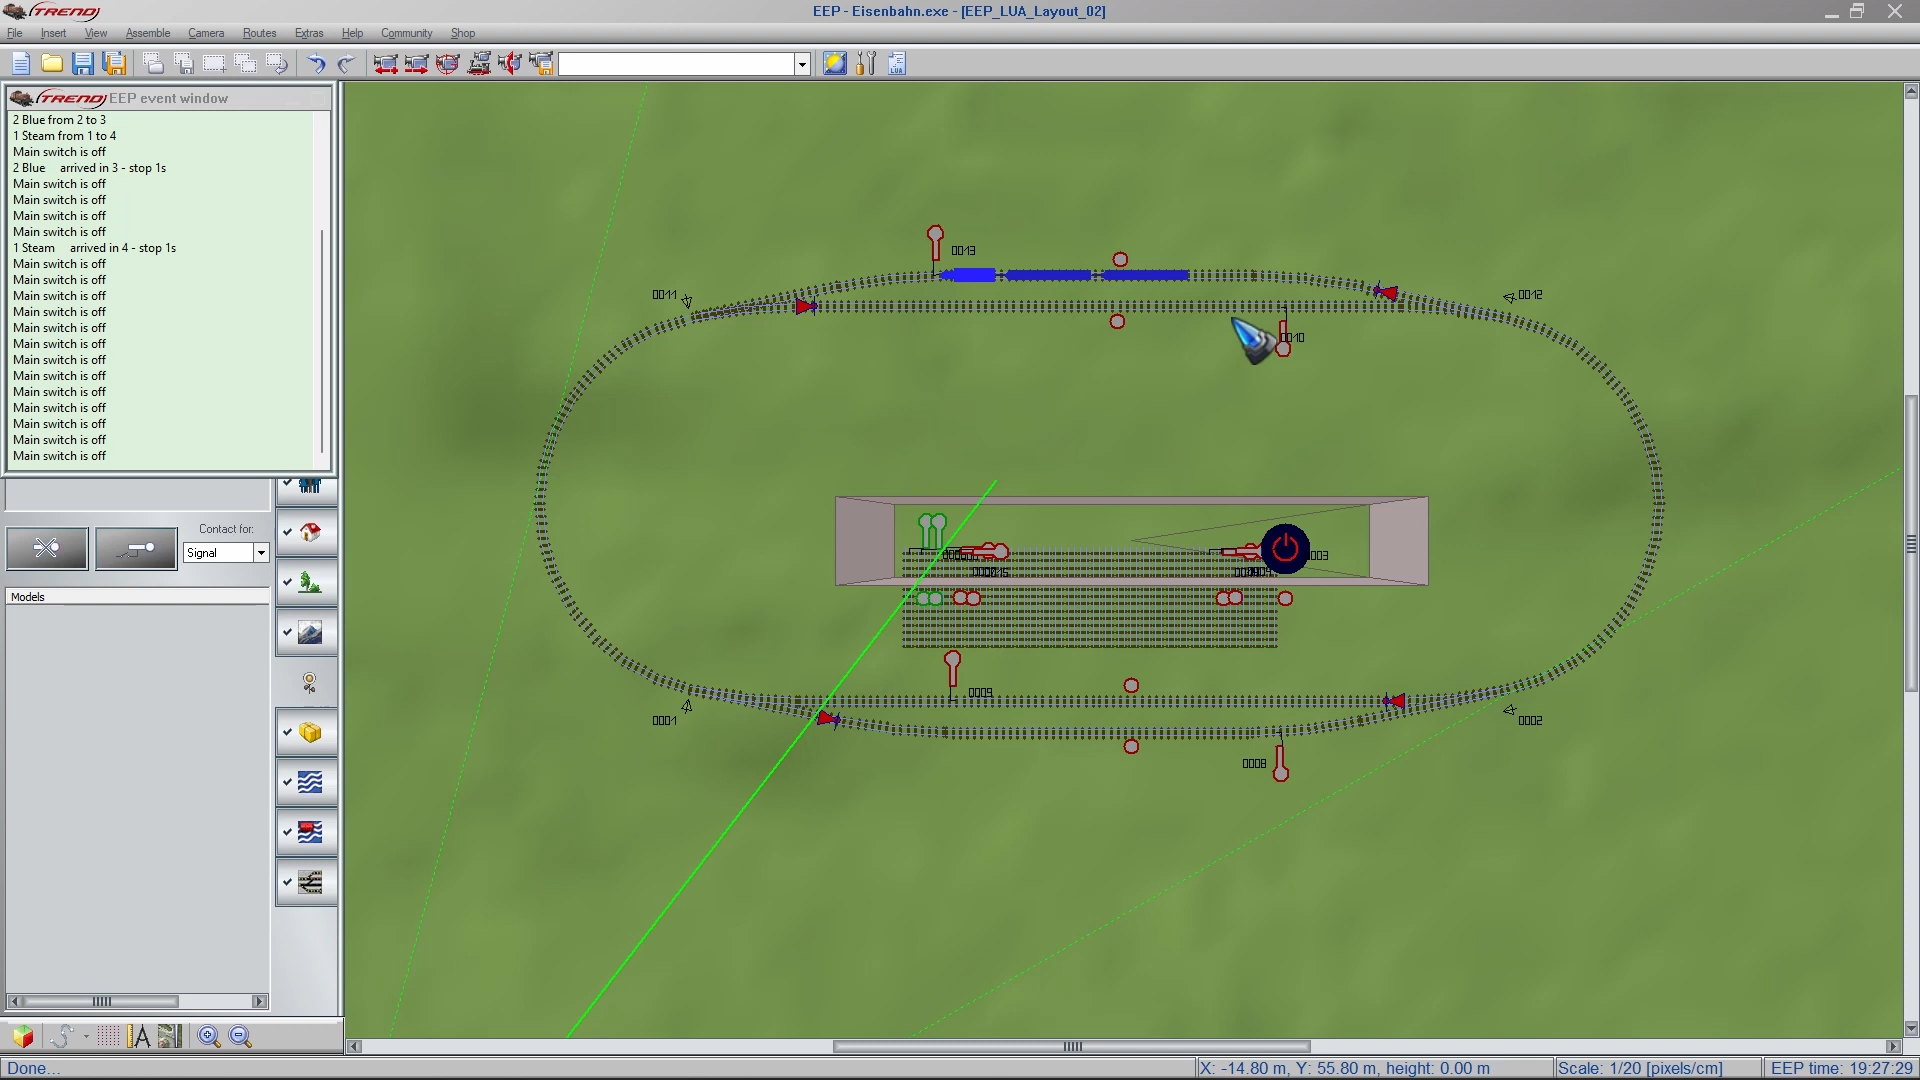 TREND
EEP - Eisenbahn.exe - [EEP_LUA_Layout_02]
File Insert View Assemble Camera Routes Extras Help Community Shop
LUA
TREND EEP event window
2 Blue from 2 to 3
1 Steam from 1 to 4
Main switch is off
2 Blue arrived in 3 - stop 1s
Main switch is off
Main switch is off
Main switch is off
Main switch is off
1 Steam arrived in 4 - stop 1s
Main switch is off
Main switch is off
Main switch is off
Main switch is off
Main switch is off
Main switch is off
Main switch is off
Main switch is off
Main switch is off
Main switch is off
Main switch is off
Main switch is off
Main switch is off
Contact for:
Signal
Models
0013
0011
0012
0010
003
0009
0001
0002
0008
Done...
X: -14.80 m, Y: 55.80 m, height: 0.00 m
Scale: 1/20 [pixels/cm]
EEP time: 19:27:29